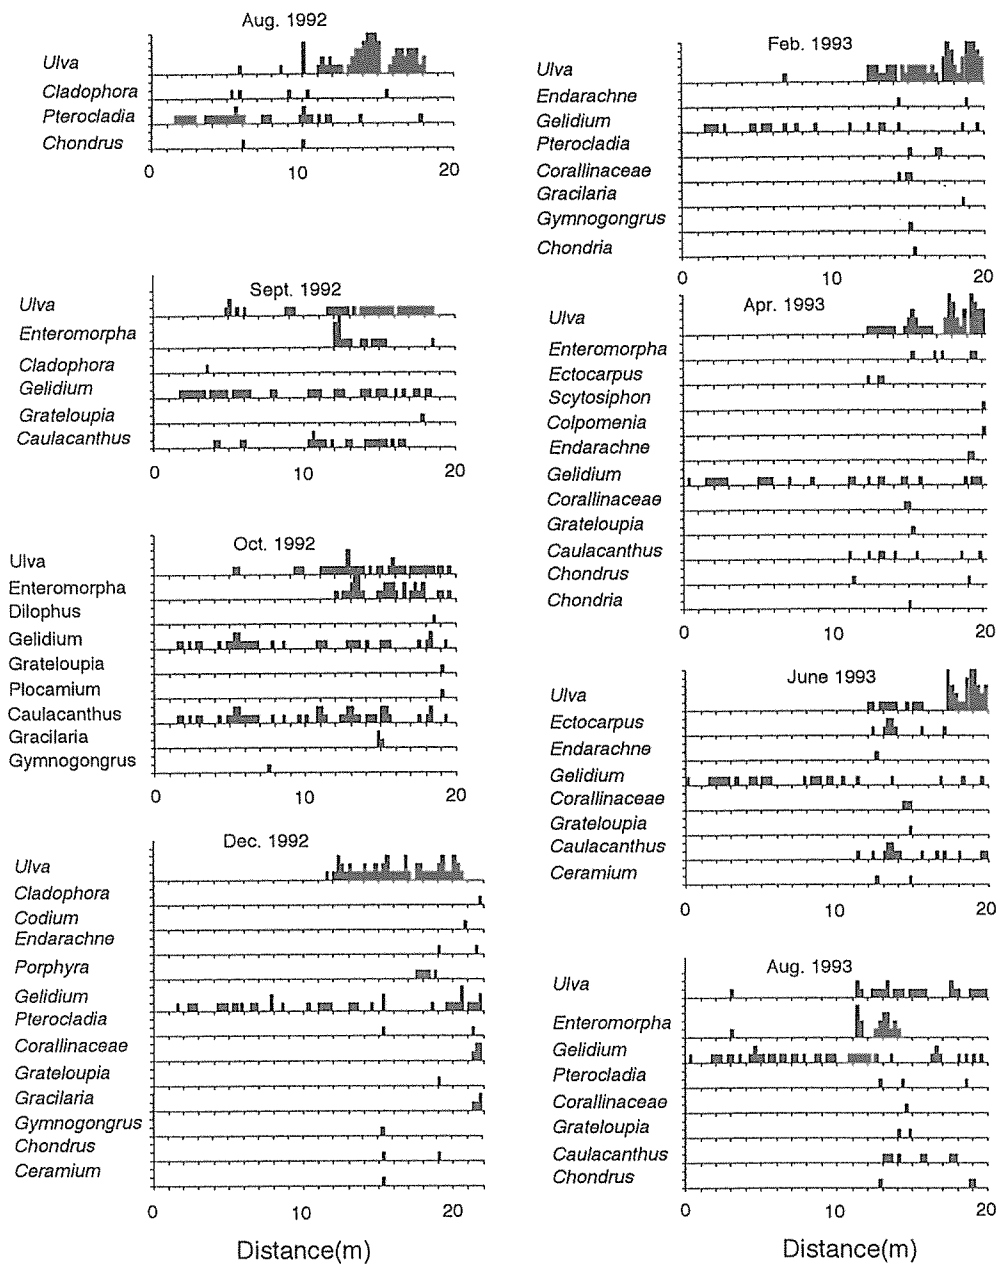 Aug. 1992
Ulva
Cladophora
Pterocladia
Chondrus
0 10 20
Sept. 1992
Ulva
Enteromorpha
Cladophora
Gelidium
Grateloupia
Caulacanthus
0 10 20
Oct. 1992
Ulva
Enteromorpha
Dilophus
Gelidium
Grateloupia
Plocamium
Caulacanthus
Gracilaria
Gymnogongrus
0 10 20
Dec. 1992
Ulva
Cladophora
Codium
Endarachne
Porphyra
Gelidium
Pterocladia
Corallinaceae
Grateloupia
Gracilaria
Gymnogongrus
Chondrus
Ceramium
0 10 20
Distance(m)
Feb. 1993
Ulva
Endarachne
Gelidium
Pterocladia
Corallinaceae
Gracilaria
Gymnogongrus
Chondria
0 10 20
Apr. 1993
Ulva
Enteromorpha
Ectocarpus
Scytosiphon
Colpomenia
Endarachne
Gelidium
Corallinaceae
Grateloupia
Caulacanthus
Chondrus
Chondria
0 10 20
June 1993
Ulva
Ectocarpus
Endarachne
Gelidium
Corallinaceae
Grateloupia
Caulacanthus
Ceramium
0 10 20
Aug. 1993
Ulva
Enteromorpha
Gelidium
Pterocladia
Corallinaceae
Grateloupia
Caulacanthus
Chondrus
0 10 20
Distance(m)